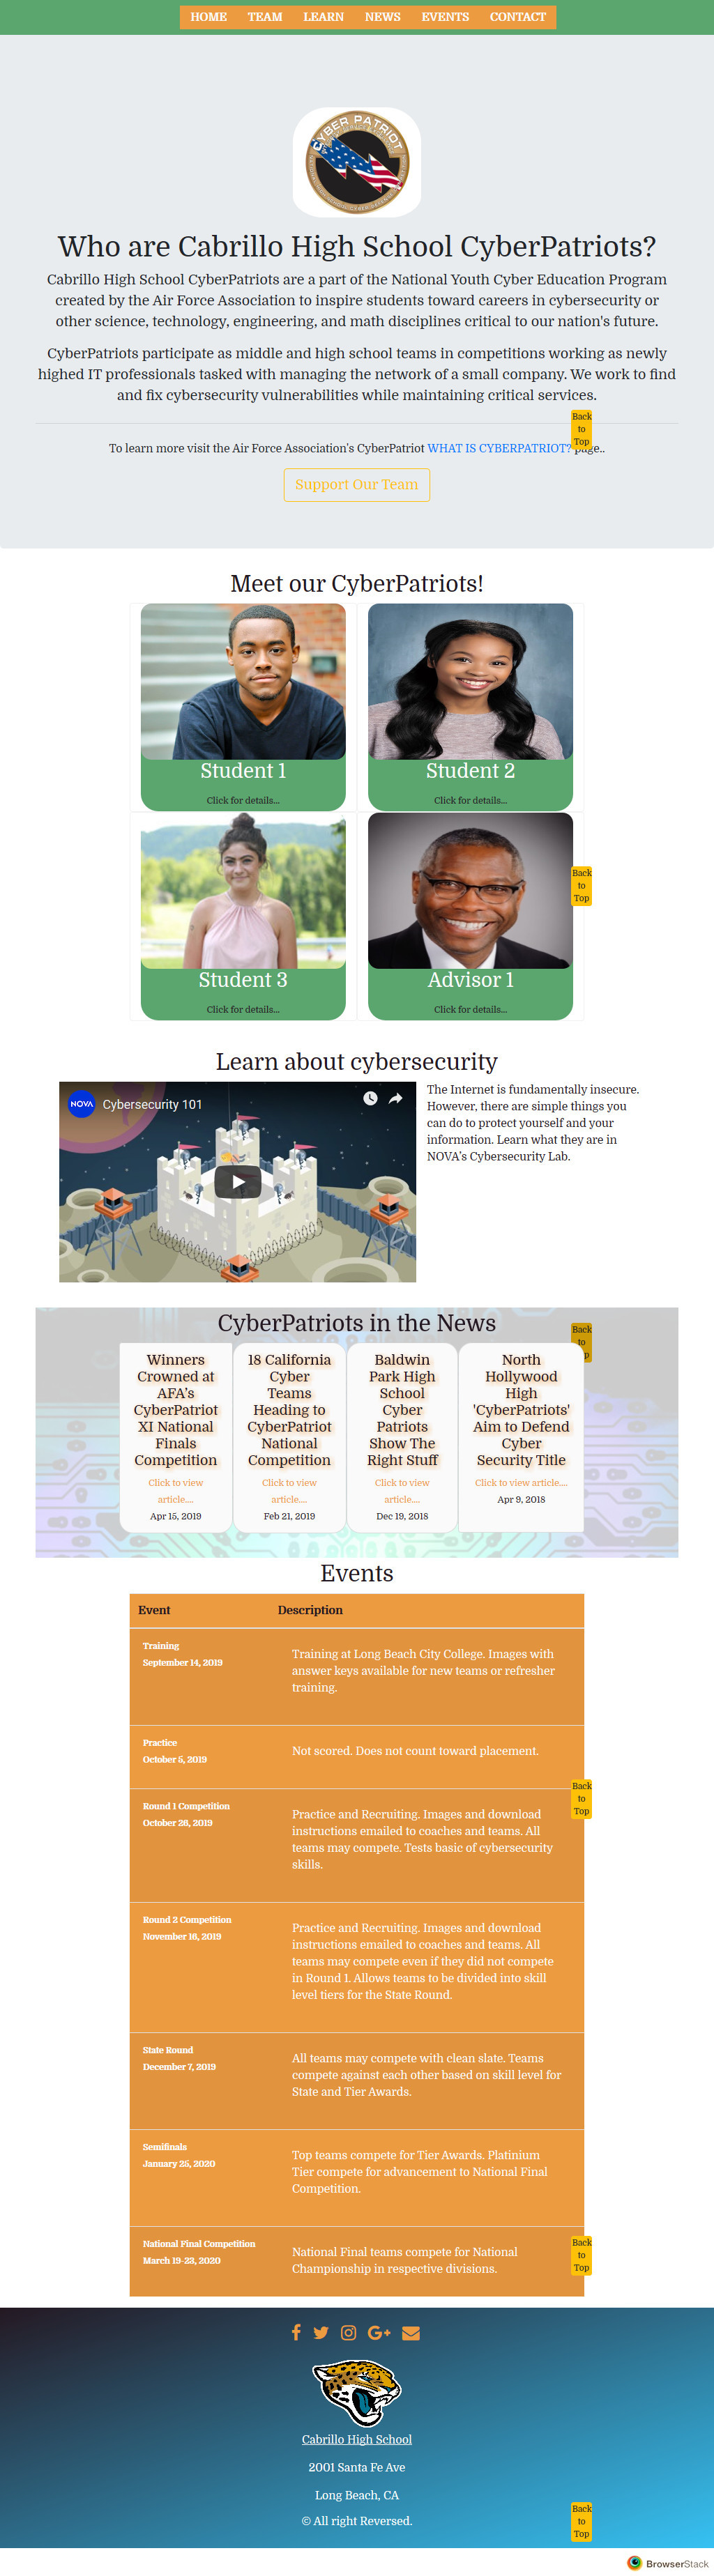 HOME TEAM LEARN NEWS EVENTS CONTACT
CYBER PATRIOT
Who are Cabrillo High School CyberPatriots?
Cabrillo High School CyberPatriots are a part of the National Youth Cyber Education Program
created by the Air Force Association to inspire students toward careers in cybersecurity or
other science, technology, engineering, and math disciplines critical to our nation's future.
CyberPatriots participate as middle and high school teams in competitions working as newly
highed IT professionals tasked with managing the network of a small company. We work to find
and fix cybersecurity vulnerabilities while maintaining critical services.
Back
to
Top
To learn more visit the Air Force Association's CyberPatriot WHAT IS CYBERPATRIOT? page..
Support Our Team
Meet our CyberPatriots!
Student 1
Click for details...
Student 2
Click for details...
Back
to
Top
Student 3
Click for details...
Advisor 1
Click for details...
Learn about cybersecurity
NOVA Cybersecurity 101
The Internet is fundamentally insecure.
However, there are simple things you
can do to protect yourself and your
information. Learn what they are in
NOVA's Cybersecurity Lab.
CyberPatriots in the News
Back
to
p
Winners
Crowned at
AFA's
CyberPatriot
XI National
Finals
Competition
Click to view
article....
Apr 15, 2019
18 California
Cyber
Teams
Heading to
CyberPatriot
National
Competition
Click to view
article....
Feb 21, 2019
Baldwin
Park High
School
Cyber
Patriots
Show The
Right Stuff
Click to view
article....
Dec 19, 2018
North
Hollywood
High
'CyberPatriots'
Aim to Defend
Cyber
Security Title
Click to view article....
Apr 9, 2018
Events
Event Description
Training
September 14, 2019
Training at Long Beach City College. Images with
answer keys available for new teams or refresher
training.
Practice
October 5, 2019
Not scored. Does not count toward placement.
Back
to
Top
Round 1 Competition
October 26, 2019
Practice and Recruiting. Images and download
instructions emailed to coaches and teams. All
teams may compete. Tests basic of cybersecurity
skills.
Round 2 Competition
November 16, 2019
Practice and Recruiting. Images and download
instructions emailed to coaches and teams. All
teams may compete even if they did not compete
in Round 1. Allows teams to be divided into skill
level tiers for the State Round.
State Round
December 7, 2019
All teams may compete with clean slate. Teams
compete against each other based on skill level for
State and Tier Awards.
Semifinals
January 25, 2020
Top teams compete for Tier Awards. Platinium
Tier compete for advancement to National Final
Competition.
National Final Competition
March 19-23, 2020
National Final teams compete for National
Championship in respective divisions.
Back
to
Top
Cabrillo High School
2001 Santa Fe Ave
Long Beach, CA
© All right Reversed.
Back
to
Top
BrowserStack